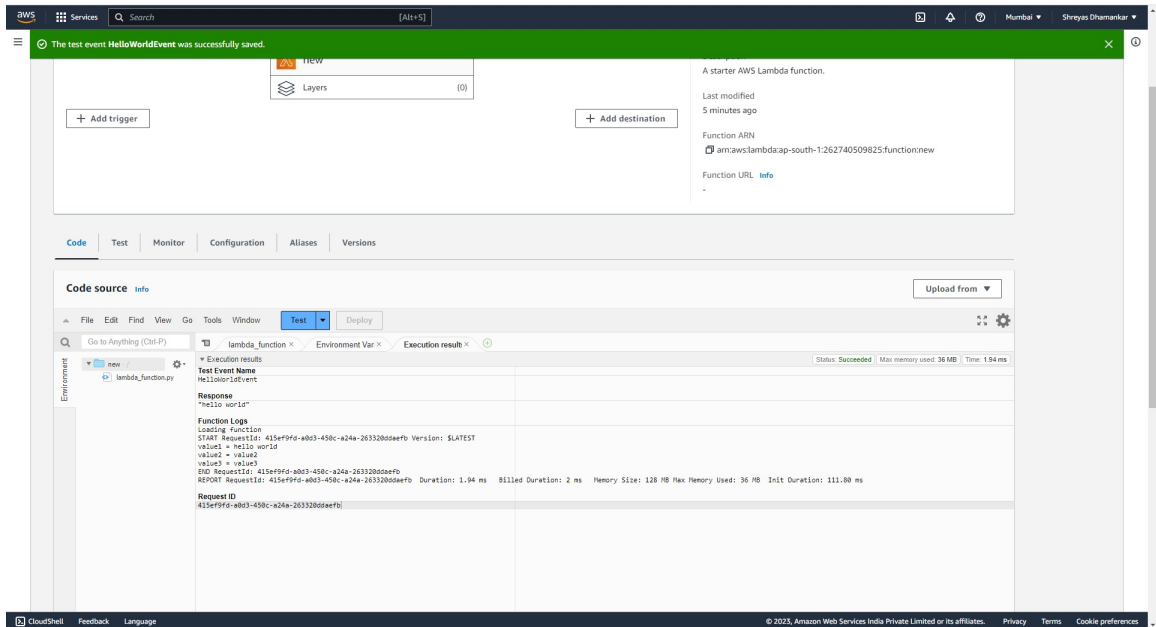 aws
Services
Search
[Alt+S]
Mumbai ▼
Shreyas Dhamankar ▼
The test event HelloWorldEvent was successfully saved.
new
Layers
(0)
+ Add trigger
+ Add destination
A starter AWS Lambda function.
Last modified
5 minutes ago
Function ARN
arn:aws:lambda:ap-south-1:262740509825:function:new
Function URL Info
-
Code
Test
Monitor
Configuration
Aliases
Versions
Code source Info
Upload from ▼
File Edit Find View Go Tools Window
Test
Deploy
Go to Anything (Ctrl-P)
lambda_function ×
Environment Var ×
Execution results ×
Environment
new /
lambda_function.py
▼ Execution results
Status: Succeeded
Max memory used: 36 MB
Time: 1.94 ms
Test Event Name
HelloWorldEvent
Response
"hello world"
Function Logs
Loading function
START RequestId: 415ef9fd-a0d3-450c-a24a-263320ddaefb Version: $LATEST
value1 = hello world
value2 = value2
value3 = value3
END RequestId: 415ef9fd-a0d3-450c-a24a-263320ddaefb
REPORT RequestId: 415ef9fd-a0d3-450c-a24a-263320ddaefb Duration: 1.94 ms Billed Duration: 2 ms Memory Size: 128 MB Max Memory Used: 36 MB Init Duration: 111.80 ms
Request ID
415ef9fd-a0d3-450c-a24a-263320ddaefb
CloudShell
Feedback
Language
© 2023, Amazon Web Services India Private Limited or its affiliates.
Privacy
Terms
Cookie preferences